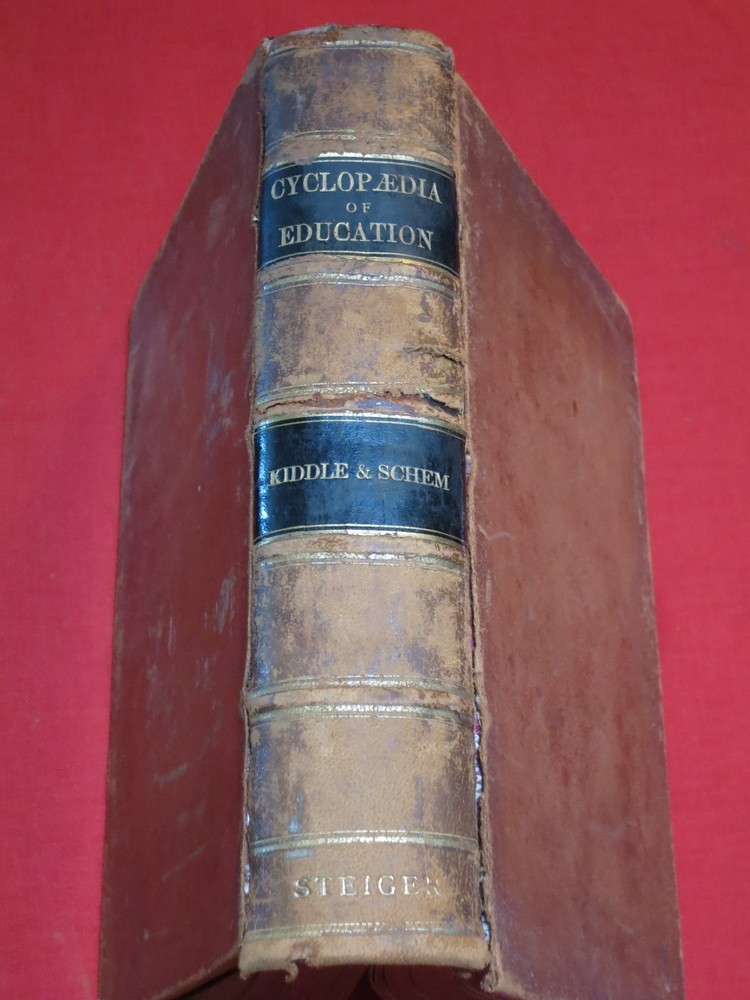 CYCLOPÆDIA
OF
EDUCATION
KIDDLE & SCHEM
STEIGER